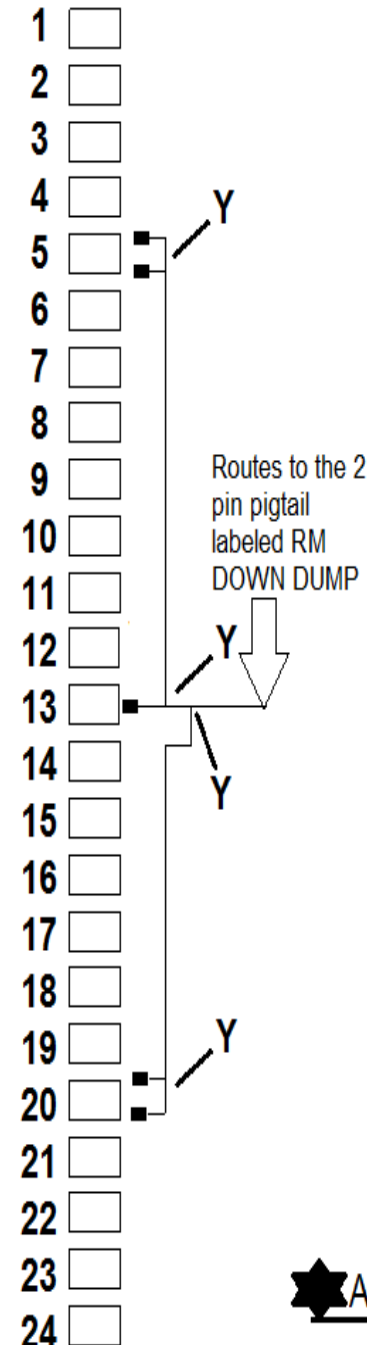 1
2
3
4
Y
5
6
7
8
9
Routes to the 2
pin pigtail
labeled RM
DOWN DUMP
10
11
12
Y
13
14
Y
15
16
17
18
19
Y
20
21
22
23
A
24